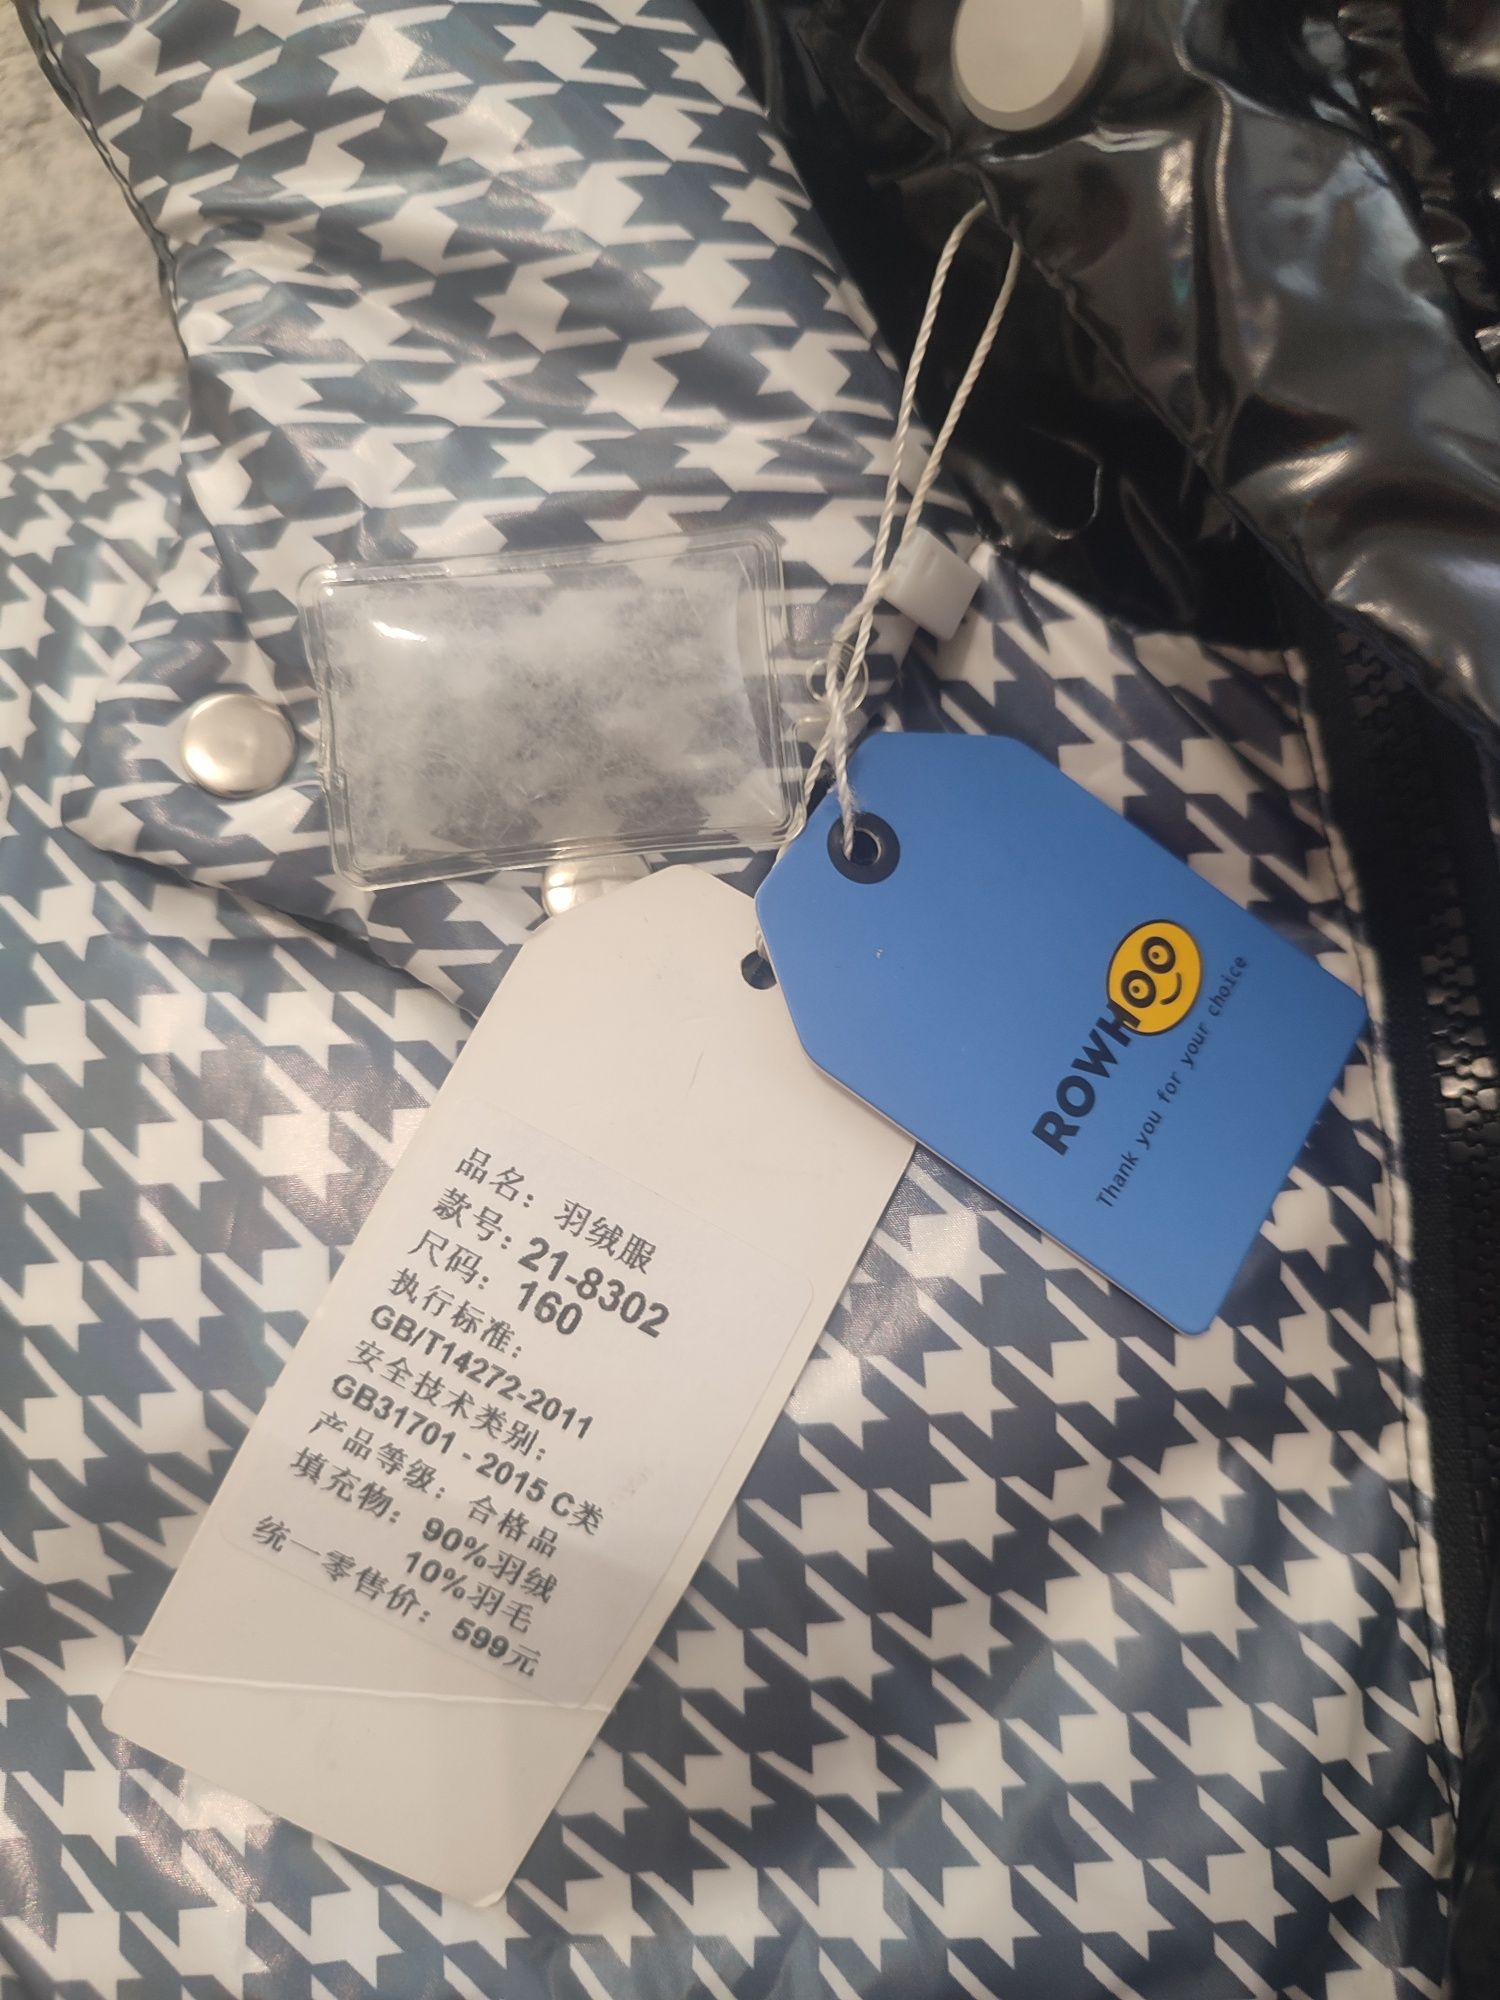 ROWHOO
Thank you for your choice
品名：羽绒服
款号：21-8302
尺码：160
执行标准：
GB/T14272-2011
安全技术类别：
GB31701-2015 C类
产品等级：合格品
填充物：90%羽绒
10%羽毛
统一零售价：599元